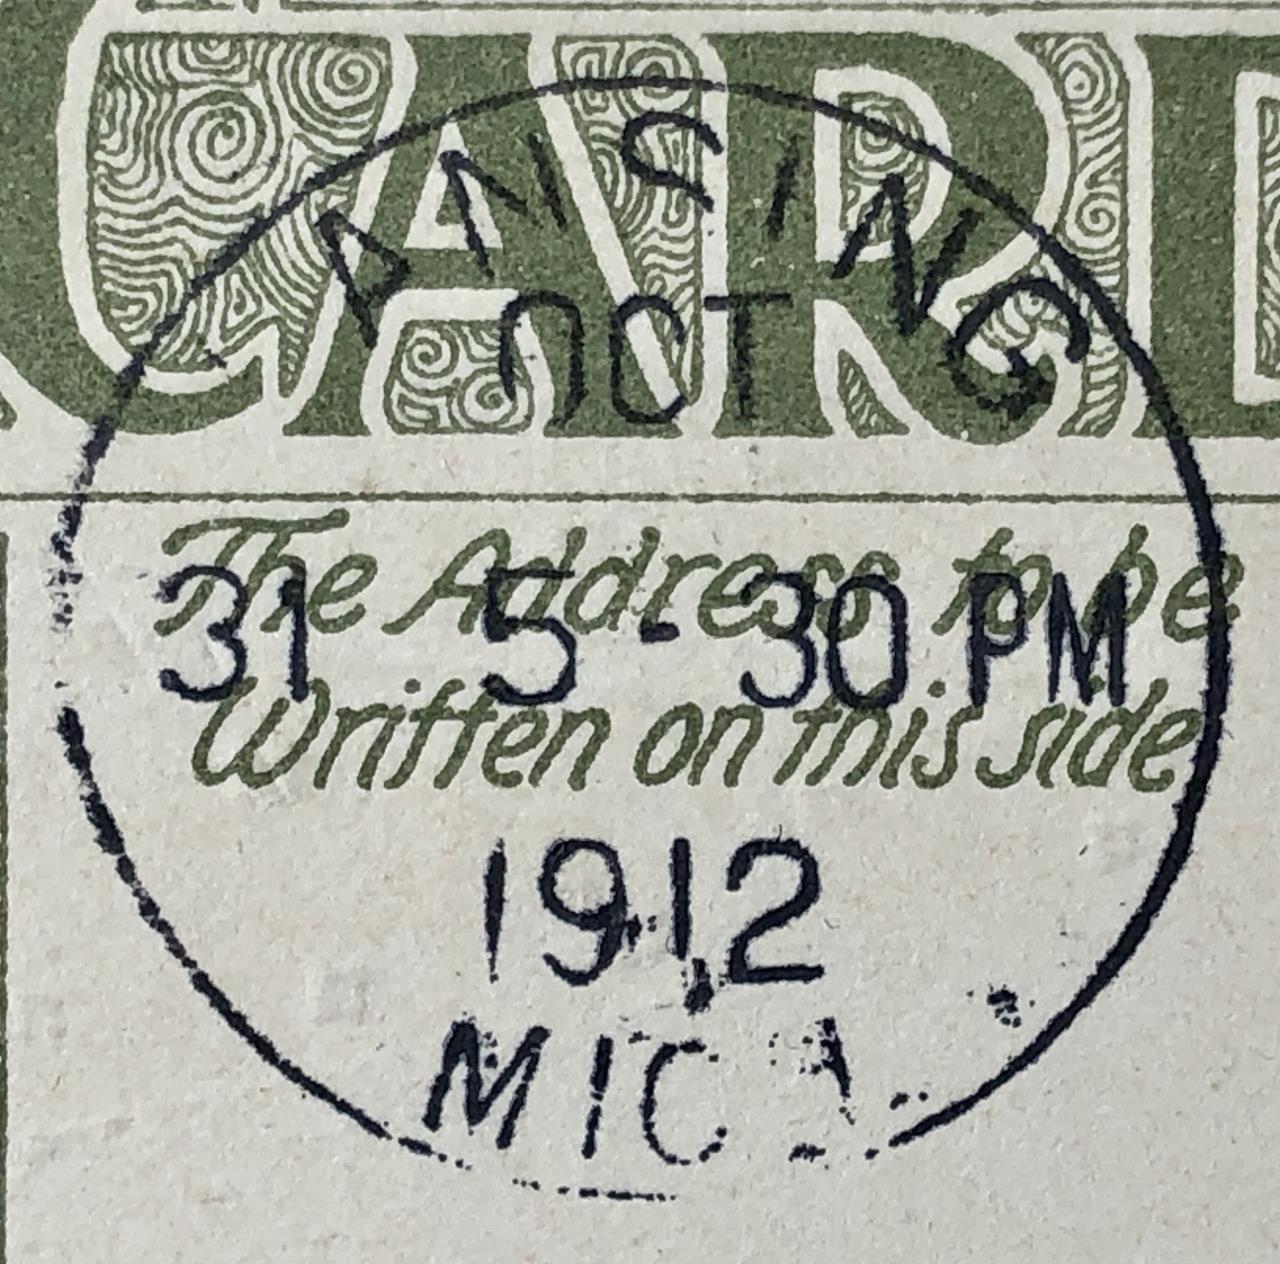 CARD
ANSING
OCT
The Address to be
31 5-30 PM
Written on this side
1912
MIC